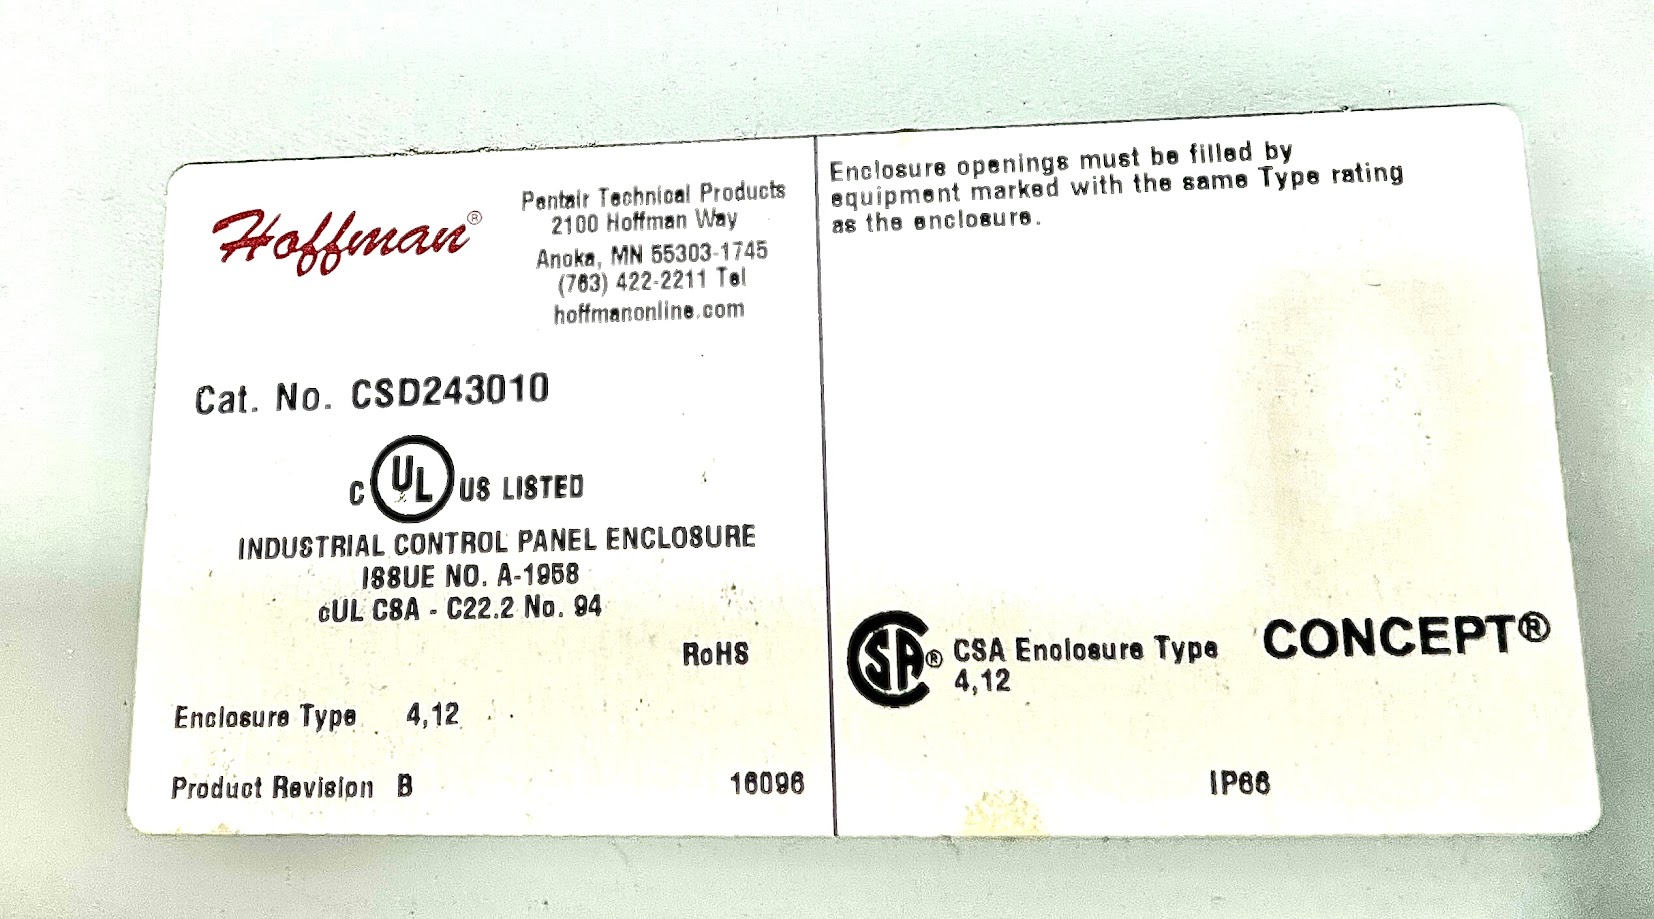 Hoffman®
Pentair Technical Products
2100 Hoffman Way
Anoka, MN 55303-1745
(763) 422-2211 Tel
hoffmanonline.com
Cat. No. CSD243010
C UL US LISTED
INDUSTRIAL CONTROL PANEL ENCLOSURE
ISSUE NO. A-1958
cUL CSA - C22.2 No. 94
RoHS
Enclosure Type 4,12
Product Revision B 16096
Enclosure openings must be filled by
equipment marked with the same Type rating
as the enclosure.
CSA® CSA Enclosure Type
4,12
CONCEPT®
IP66